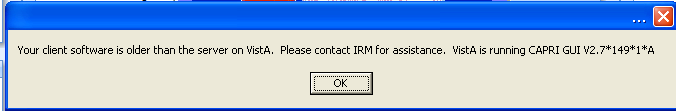 ...
Your client software is older than the server on VistA. Please contact IRM for assistance. VistA is running CAPRI GUI V2.7*149*1*A
OK